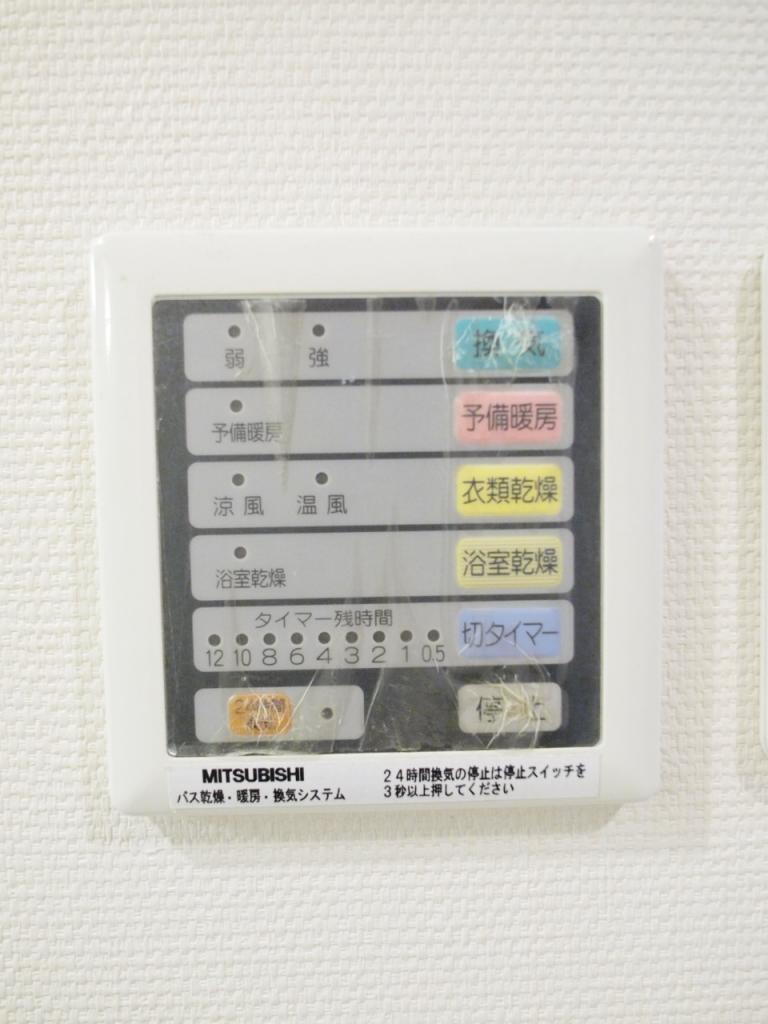 弱 強 換気
予備暖房 予備暖房
涼風 温風 衣類乾燥
浴室乾燥 浴室乾燥
タイマー残時間 切タイマー
12 10 8 6 4 3 2 1 0.5
24時間 停止
MITSUBISHI
バス乾燥・暖房・換気システム
24時間換気の停止は停止スイッチを
3秒以上押してください